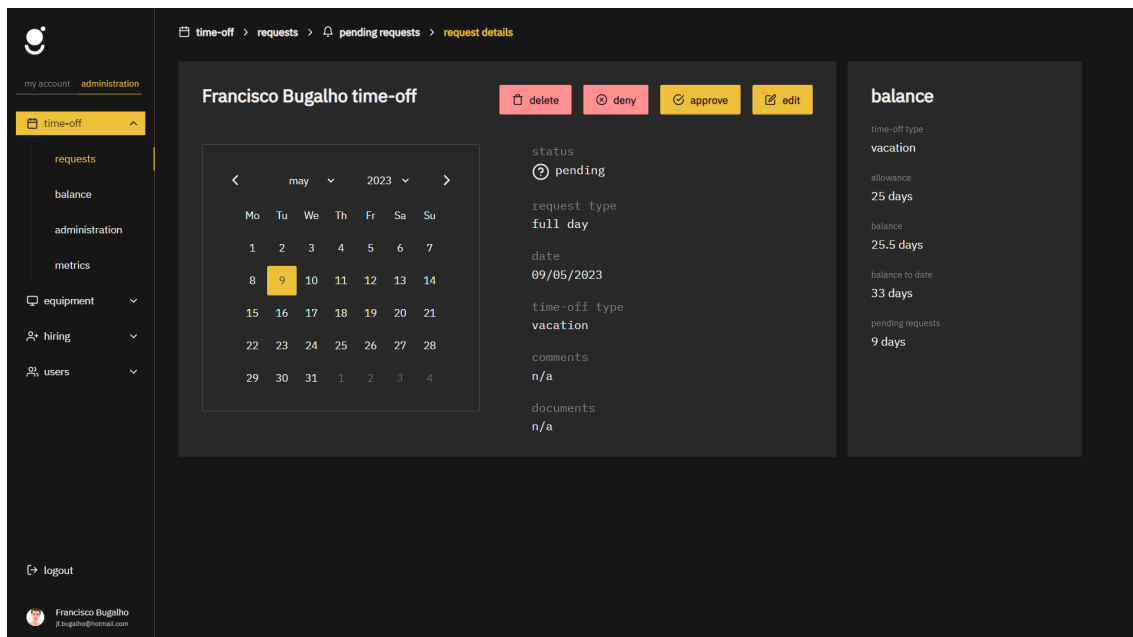 time-off > requests > pending requests > request details
my account administration
time-off
requests
balance
administration
metrics
equipment
hiring
users
logout
Francisco Bugalho
jf.bugalho@hotmail.com
Francisco Bugalho time-off
delete deny approve edit
may 2023
Mo Tu We Th Fr Sa Su
1 2 3 4 5 6 7
8 9 10 11 12 13 14
15 16 17 18 19 20 21
22 23 24 25 26 27 28
29 30 31 1 2 3 4
status
pending
request type
full day
date
09/05/2023
time-off type
vacation
comments
n/a
documents
n/a
balance
time-off type
vacation
allowance
25 days
balance
25.5 days
balance to date
33 days
pending requests
9 days